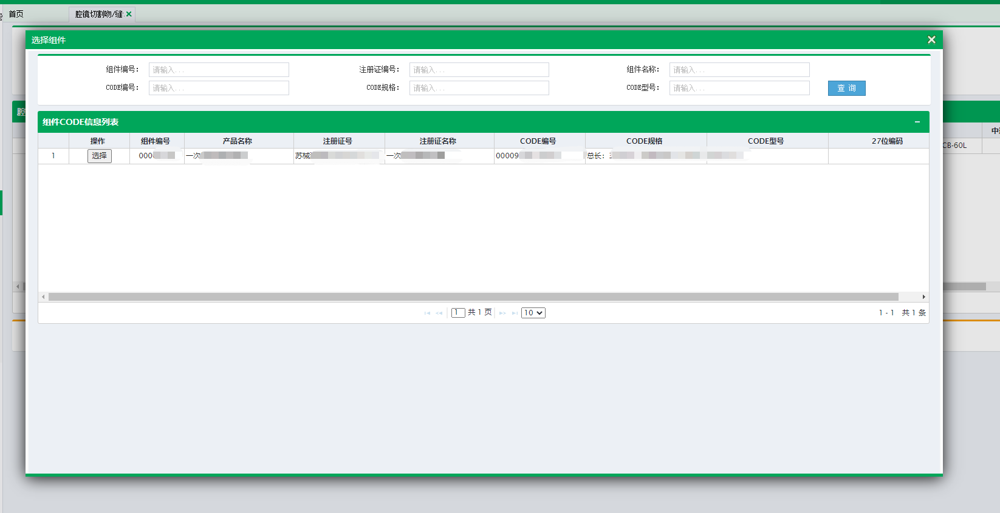 首页 腔镜切割吻/缝
选择组件
组件编号： 请输入... 注册证编号： 请输入... 组件名称： 请输入...
CODE编号： 请输入... CODE规格： 请输入... CODE型号： 请输入... 查 询
组件CODE信息列表
操作 组件编号 产品名称 注册证号 注册证名称 CODE编号 CODE规格 CODE型号 27位编码
1 选择 000 一次 苏械 一次 00009 总长：
CB-60L
1 共 1 页 10 1 - 1 共 1 条